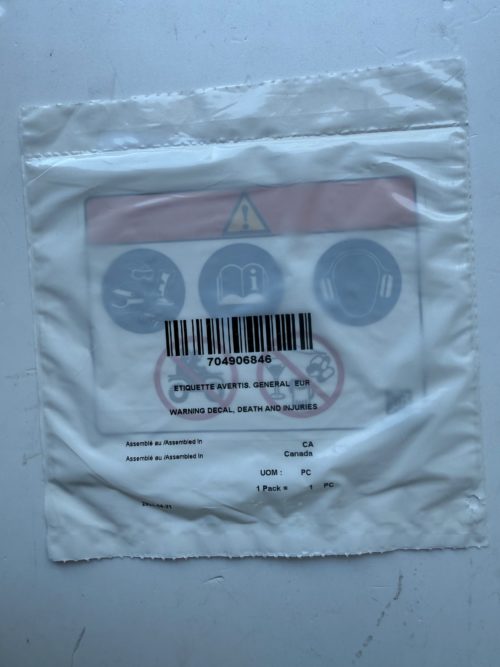 704906846
ETIQUETTE AVERTIS. GENERAL EUR
WARNING DECAL, DEATH AND INJURIES
Assemblé au /Assembled In CA
Assemblé au /Assembled In Canada
UOM : PC
1 Pack = 1 PC